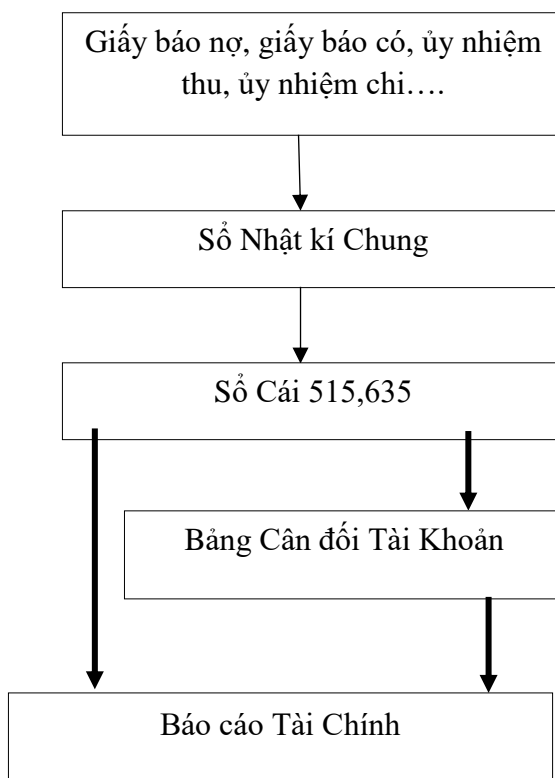 Giấy báo nợ, giấy báo có, ủy nhiệm
thu, ủy nhiệm chi….
Sổ Nhật kí Chung
Sổ Cái 515,635
Bảng Cân đối Tài Khoản
Báo cáo Tài Chính